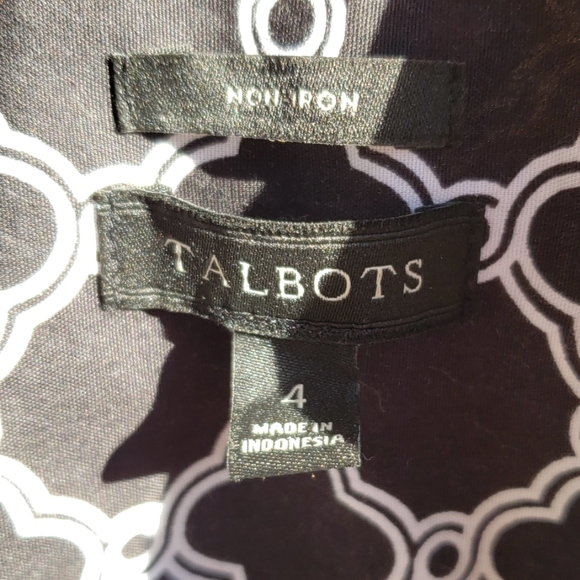 NON-IRON
TALBOTS
4
MADE IN
INDONESIA